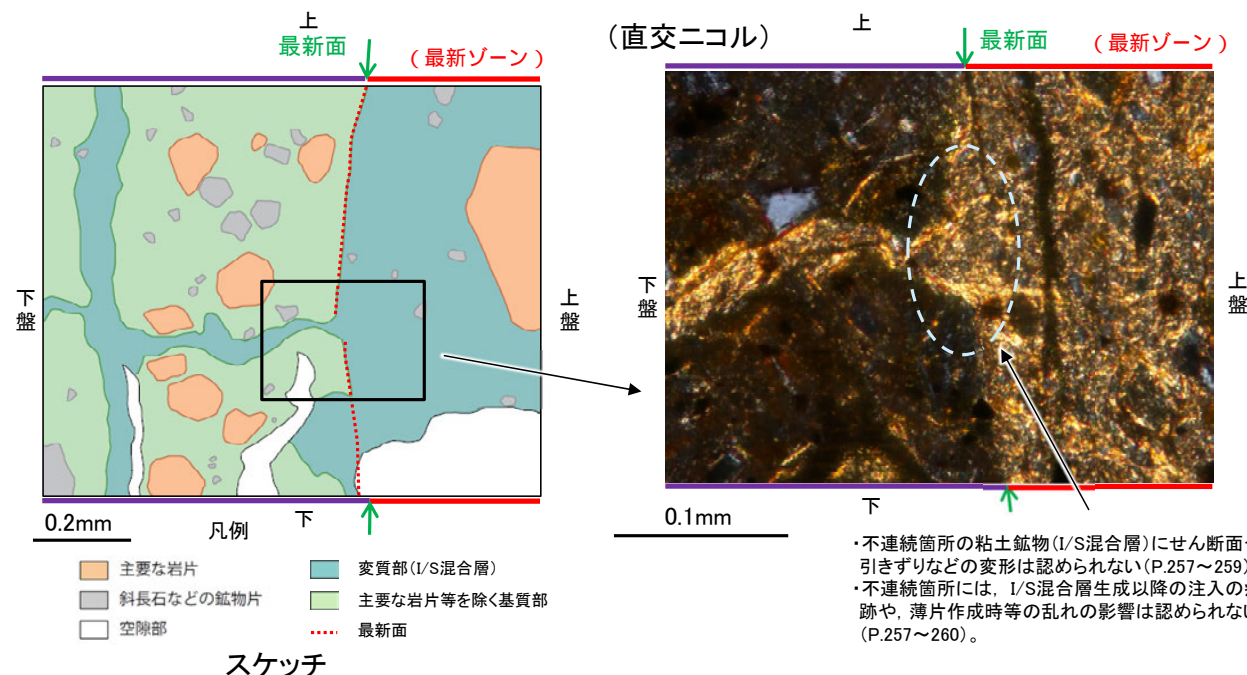 上
最新面
（最新ゾーン）
下盤
上盤
0.2mm
凡例
下
主要な岩片
変質部(I/S混合層)
斜長石などの鉱物片
主要な岩片等を除く基質部
空隙部
最新面
スケッチ
（直交ニコル）
上
最新面
（最新ゾーン）
下盤
上盤
0.1mm
下
・不連続箇所の粘土鉱物(I/S混合層)にせん断面
引きずりなどの変形は認められない(P.257～259)
・不連続箇所には，I/S混合層生成以降の注入の
跡や，薄片作成時等の乱れの影響は認められない
(P.257～260)。